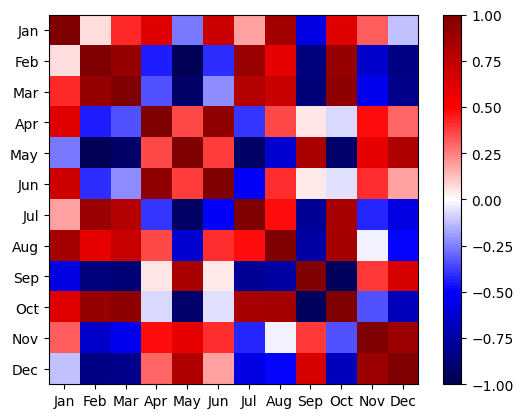 Jan
Feb
Mar
Apr
May
Jun
Jul
Aug
Sep
Oct
Nov
Dec
Jan Feb Mar Apr May Jun Jul Aug Sep Oct Nov Dec
1.00
0.75
0.50
0.25
0.00
−0.25
−0.50
−0.75
−1.00